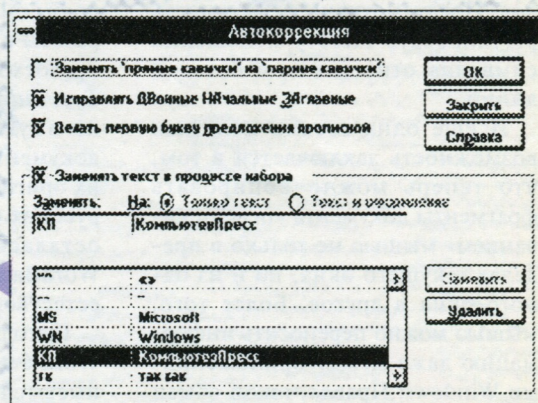 Автокоррекция
Заменять "прямые кавычки" на "парные кавычки"
OK
Исправлять ДВойные НАчальные ЗАглавные
Закрыть
Делать первую букву предложения прописной
Справка
Заменять текст в процессе набора
Заменить: На: Только текст Текст и оформление
КП КомпьютерПресс
"" <>
Заменить
MS Microsoft
WN Windows
Удалить
КП КомпьютерПресс
тк так как